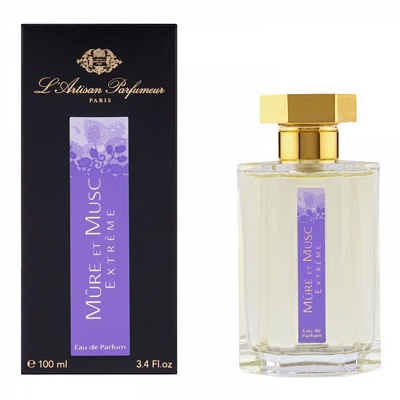 L'Artisan Parfumeur
PARIS
MÛRE ET MUSC
EXTRÊME
Eau de Parfum
e 100 ml 3.4 Fl.oz
MÛRE ET MUSC
EXTRÊME
Eau de
Parfum